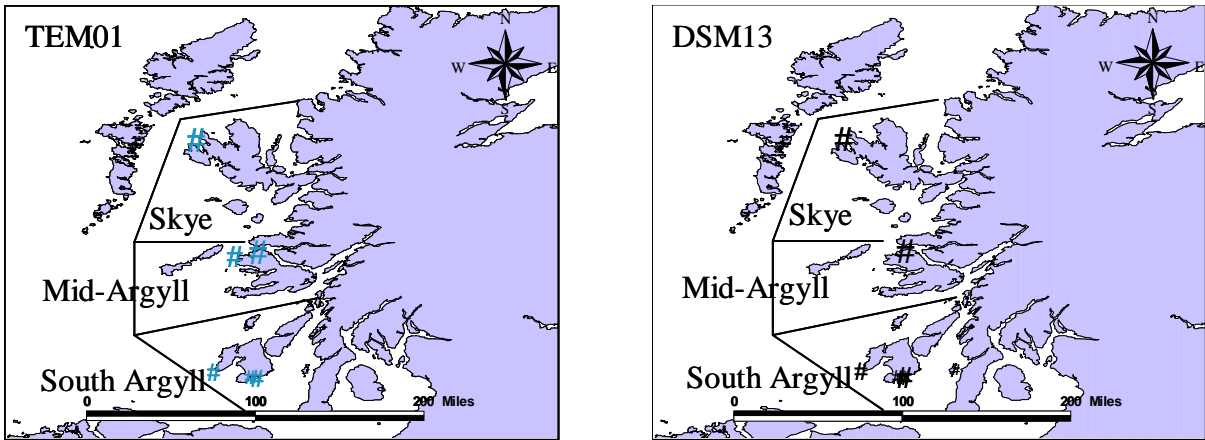 TEM01
N
W
E
S
#
Skye
# #
Mid-Argyll
#
##
South Argyll
0 100 200 Miles
DSM13
N
W
E
S
#
Skye
#
Mid-Argyll
#
##
#
South Argyll
0 100 200 Miles